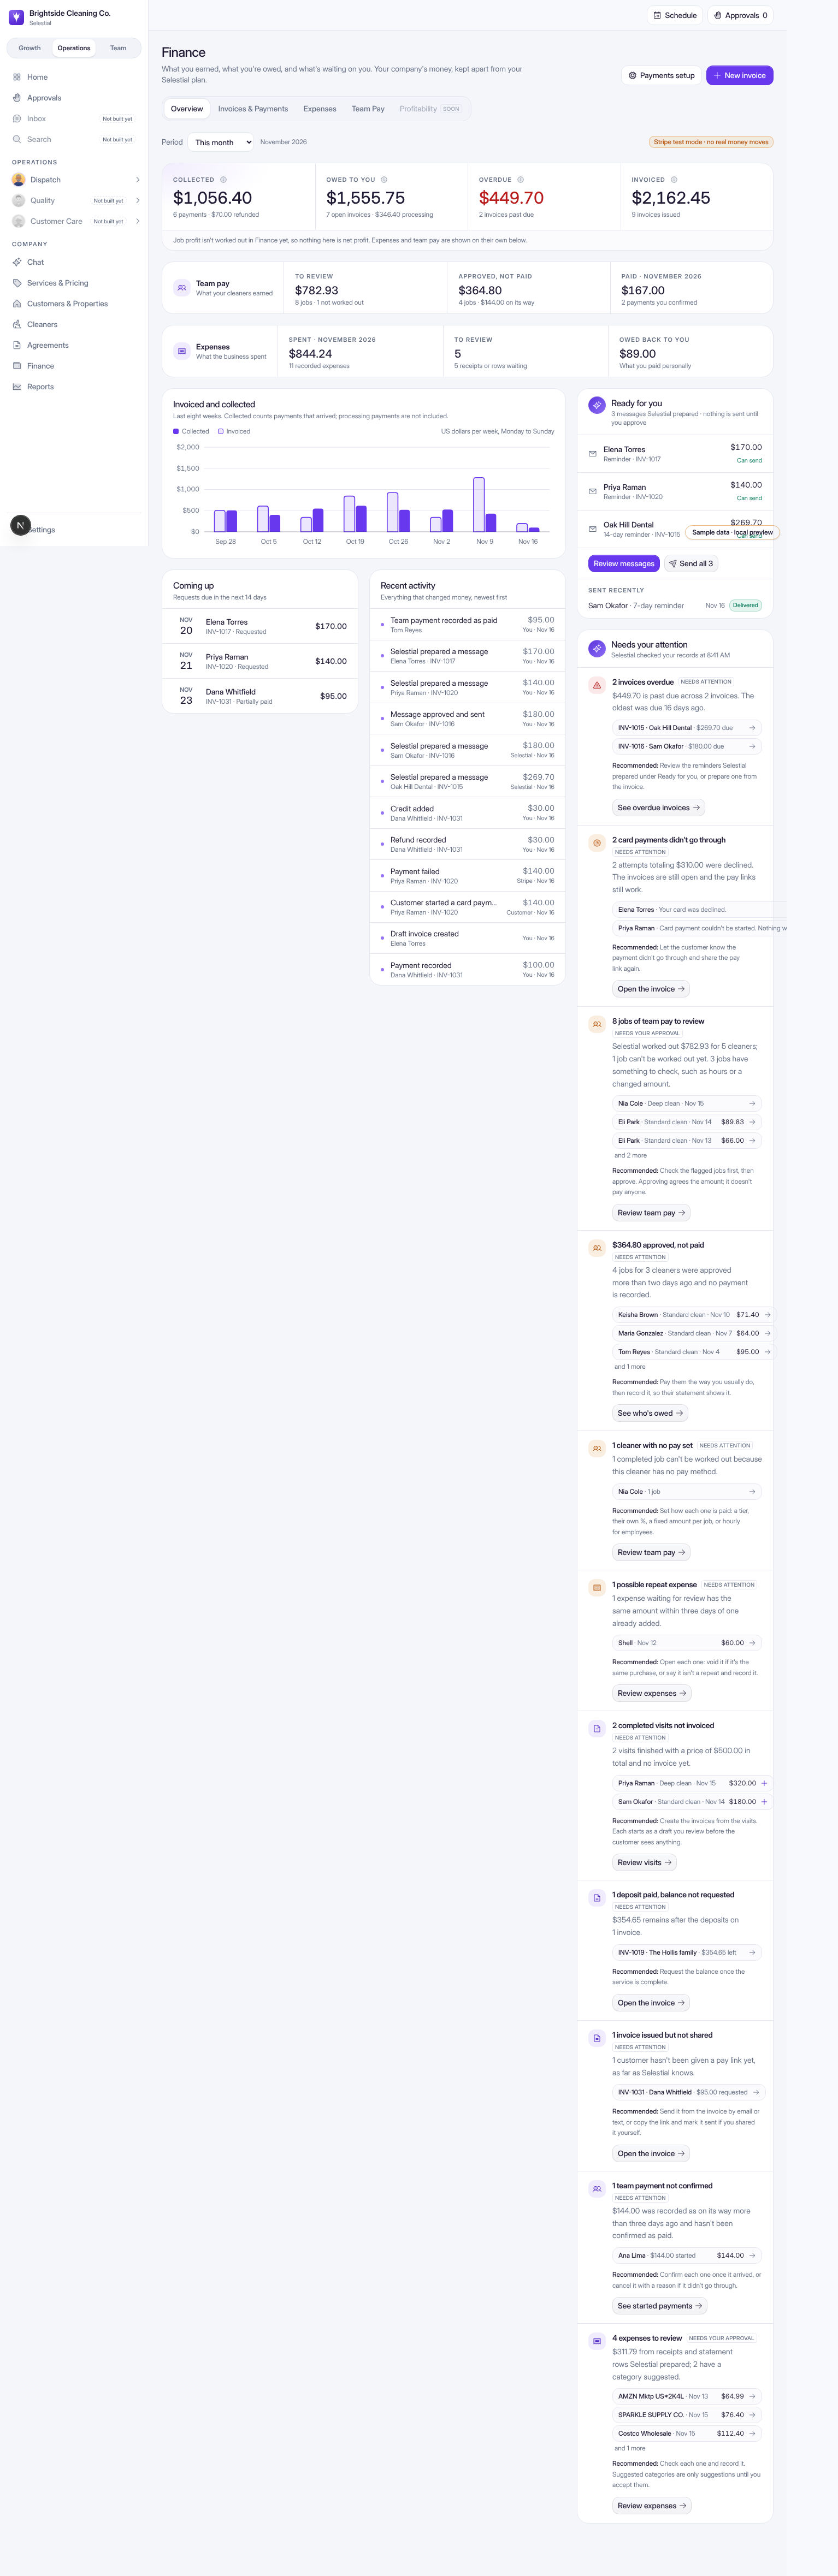 Brightside Cleaning Co.
Selestial
Growth
Operations
Team
Home
Approvals
Inbox
Not built yet
Search
Not built yet
OPERATIONS
Dispatch
Quality
Not built yet
Customer Care
Not built yet
COMPANY
Chat
Services & Pricing
Customers & Properties
Cleaners
Agreements
Finance
Reports
N
ettings
Schedule
Approvals 0
Finance
What you earned, what you're owed, and what's waiting on you. Your company's money, kept apart from your
Selestial plan.
Payments setup
New invoice
Overview
Invoices & Payments
Expenses
Team Pay
Profitability
SOON
Period
This month
November 2026
Stripe test mode · no real money moves
COLLECTED
$1,056.40
6 payments · $70.00 refunded
OWED TO YOU
$1,555.75
7 open invoices · $346.40 processing
OVERDUE
$449.70
2 invoices past due
INVOICED
$2,162.45
9 invoices issued
Job profit isn't worked out in Finance yet, so nothing here is net profit. Expenses and team pay are shown on their own below.
Team pay
What your cleaners earned
TO REVIEW
$782.93
8 jobs · 1 not worked out
APPROVED, NOT PAID
$364.80
4 jobs · $144.00 on its way
PAID · NOVEMBER 2026
$167.00
2 payments you confirmed
Expenses
What the business spent
SPENT · NOVEMBER 2026
$844.24
11 recorded expenses
TO REVIEW
5
5 receipts or rows waiting
OWED BACK TO YOU
$89.00
What you paid personally
Invoiced and collected
Last eight weeks. Collected counts payments that arrived; processing payments are not included.
Collected
Invoiced
US dollars per week, Monday to Sunday
$2,000
$1,500
$1,000
$500
$0
Sep 28
Oct 5
Oct 12
Oct 19
Oct 26
Nov 2
Nov 9
Nov 16
Coming up
Requests due in the next 14 days
NOV
20
Elena Torres
INV-1017 · Requested
$170.00
NOV
21
Priya Raman
INV-1020 · Requested
$140.00
NOV
23
Dana Whitfield
INV-1031 · Partially paid
$95.00
Recent activity
Everything that changed money, newest first
Team payment recorded as paid
$95.00
Tom Reyes
You · Nov 16
Selestial prepared a message
$170.00
Elena Torres · INV-1017
You · Nov 16
Selestial prepared a message
$140.00
Priya Raman · INV-1020
You · Nov 16
Message approved and sent
$180.00
Sam Okafor · INV-1016
You · Nov 16
Selestial prepared a message
$180.00
Sam Okafor · INV-1016
Selestial · Nov 16
Selestial prepared a message
$269.70
Oak Hill Dental · INV-1015
Selestial · Nov 16
Credit added
$30.00
Dana Whitfield · INV-1031
You · Nov 16
Refund recorded
$30.00
Dana Whitfield · INV-1031
You · Nov 16
Payment failed
$140.00
Priya Raman · INV-1020
Stripe · Nov 16
Customer started a card paym…
$140.00
Priya Raman · INV-1020
Customer · Nov 16
Draft invoice created
Elena Torres
You · Nov 16
Payment recorded
$100.00
Dana Whitfield · INV-1031
You · Nov 16
Ready for you
3 messages Selestial prepared · nothing is sent until
you approve
Elena Torres
$170.00
Reminder · INV-1017
Can send
Priya Raman
$140.00
Reminder · INV-1020
Can send
Oak Hill Dental
$269.70
14-day reminder · INV-1015
Sample data · local preview
Review messages
Send all 3
SENT RECENTLY
Sam Okafor · 7-day reminder
Nov 16
Delivered
Needs your attention
Selestial checked your records at 8:41 AM
2 invoices overdue
NEEDS ATTENTION
$449.70 is past due across 2 invoices. The
oldest was due 16 days ago.
INV-1015 · Oak Hill Dental · $269.70 due
INV-1016 · Sam Okafor · $180.00 due
Recommended: Review the reminders Selestial
prepared under Ready for you, or prepare one from
the invoice.
See overdue invoices
2 card payments didn't go through
NEEDS ATTENTION
2 attempts totaling $310.00 were declined.
The invoices are still open and the pay links
still work.
Elena Torres · Your card was declined.
Priya Raman · Card payment couldn't be started. Nothing w
Recommended: Let the customer know the
payment didn't go through and share the pay
link again.
Open the invoice
8 jobs of team pay to review
NEEDS YOUR APPROVAL
Selestial worked out $782.93 for 5 cleaners;
1 job can't be worked out yet. 3 jobs have
something to check, such as hours or a
changed amount.
Nia Cole · Deep clean · Nov 15
Eli Park · Standard clean · Nov 14 $89.83
Eli Park · Standard clean · Nov 13 $66.00
and 2 more
Recommended: Check the flagged jobs first, then
approve. Approving agrees the amount; it doesn't
pay anyone.
Review team pay
$364.80 approved, not paid
NEEDS ATTENTION
4 jobs for 3 cleaners were approved
more than two days ago and no payment
is recorded.
Keisha Brown · Standard clean · Nov 10 $71.40
Maria Gonzalez · Standard clean · Nov 7 $64.00
Tom Reyes · Standard clean · Nov 4 $95.00
and 1 more
Recommended: Pay them the way you usually do,
then record it, so their statement shows it.
See who's owed
1 cleaner with no pay set
NEEDS ATTENTION
1 completed job can't be worked out because
this cleaner has no pay method.
Nia Cole · 1 job
Recommended: Set how each one is paid: a tier,
their own %, a fixed amount per job, or hourly
for employees.
Review team pay
1 possible repeat expense
NEEDS ATTENTION
1 expense waiting for review has the
same amount within three days of one
already added.
Shell · Nov 12 $60.00
Recommended: Open each one: void it if it's the
same purchase, or say it isn't a repeat and record it.
Review expenses
2 completed visits not invoiced
NEEDS ATTENTION
2 visits finished with a price of $500.00 in
total and no invoice yet.
Priya Raman · Deep clean · Nov 15 $320.00
Sam Okafor · Standard clean · Nov 14 $180.00
Recommended: Create the invoices from the visits.
Each starts as a draft you review before the
customer sees anything.
Review visits
1 deposit paid, balance not requested
NEEDS ATTENTION
$354.65 remains after the deposits on
1 invoice.
INV-1019 · The Hollis family · $354.65 left
Recommended: Request the balance once the
service is complete.
Open the invoice
1 invoice issued but not shared
NEEDS ATTENTION
1 customer hasn't been given a pay link yet,
as far as Selestial knows.
INV-1031 · Dana Whitfield · $95.00 requested
Recommended: Send it from the invoice by email or
text, or copy the link and mark it sent if you shared
it yourself.
Open the invoice
1 team payment not confirmed
NEEDS ATTENTION
$144.00 was recorded as on its way more
than three days ago and hasn't been
confirmed as paid.
Ana Lima · $144.00 started $144.00
Recommended: Confirm each one once it arrived, or
cancel it with a reason if it didn't go through.
See started payments
4 expenses to review
NEEDS YOUR APPROVAL
$311.79 from receipts and statement
rows Selestial prepared; 2 have a
category suggested.
AMZN Mktp US*2K4L · Nov 13 $64.99
SPARKLE SUPPLY CO. · Nov 15 $76.40
Costco Wholesale · Nov 15 $112.40
and 1 more
Recommended: Check each one and record it.
Suggested categories are only suggestions until you
accept them.
Review expenses